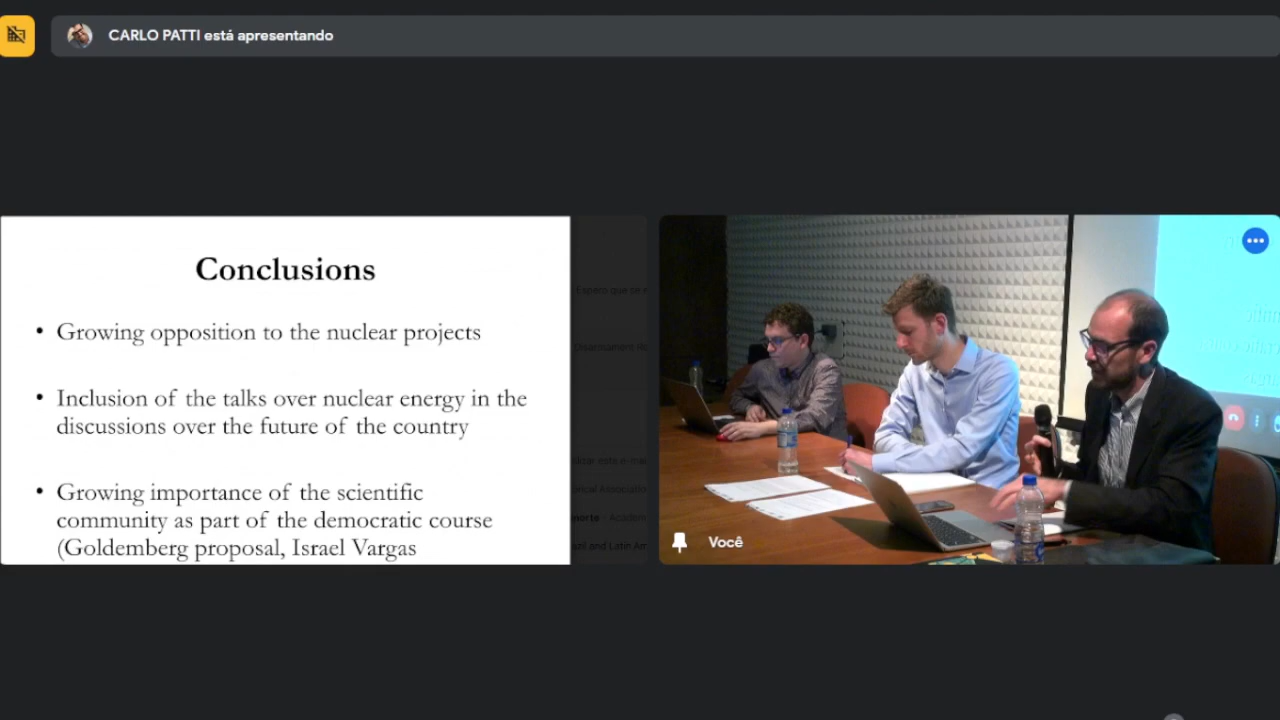 CARLO PATTI está apresentando
Conclusions
• Growing opposition to the nuclear projects
• Inclusion of the talks over nuclear energy in the
discussions over the future of the country
• Growing importance of the scientific
community as part of the democratic course
(Goldemberg proposal, Israel Vargas
Espero que
Você